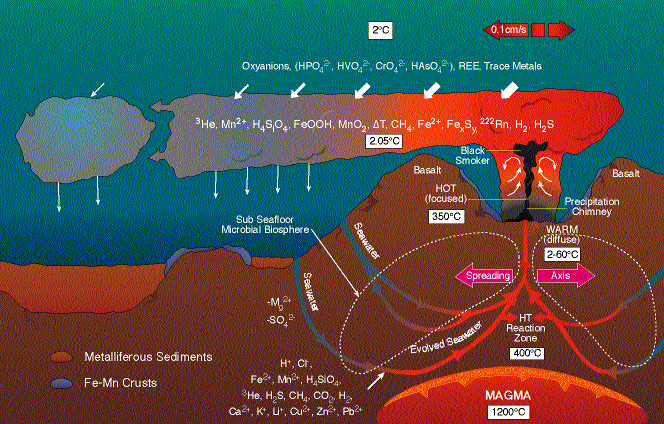 2°C
0.1cm/s
Oxyanions, (HPO₄²⁻, HVO₄²⁻, CrO₄²⁻, HAsO₄²⁻), REE, Trace Metals
³He, Mn²⁺, H₄SiO₄, FeOOH, MnO₂, ΔT, CH₄, Fe²⁺, FeₓSᵧ, ²²²Rn, H₂, H₂S
2.05°C
Black
Smoker
Basalt
Basalt
HOT
(focused)
350°C
Precipitation
Chimney
Sub Seafloor
Microbial Biosphere
WARM
(diffuse)
2-60°C
Seawater
Seawater
Spreading
Axis
-Mg²⁺
-SO₄²⁻
HT
Reaction
Zone
400°C
Evolved Seawater
Metalliferous Sediments
Fe-Mn Crusts
H⁺, Cl⁻,
Fe²⁺, Mn²⁺, H₄SiO₄,
³He, H₂S, CH₄, CO₂, H₂,
Ca²⁺, K⁺, Li⁺, Cu²⁺, Zn²⁺, Pb²⁺
MAGMA
1200°C